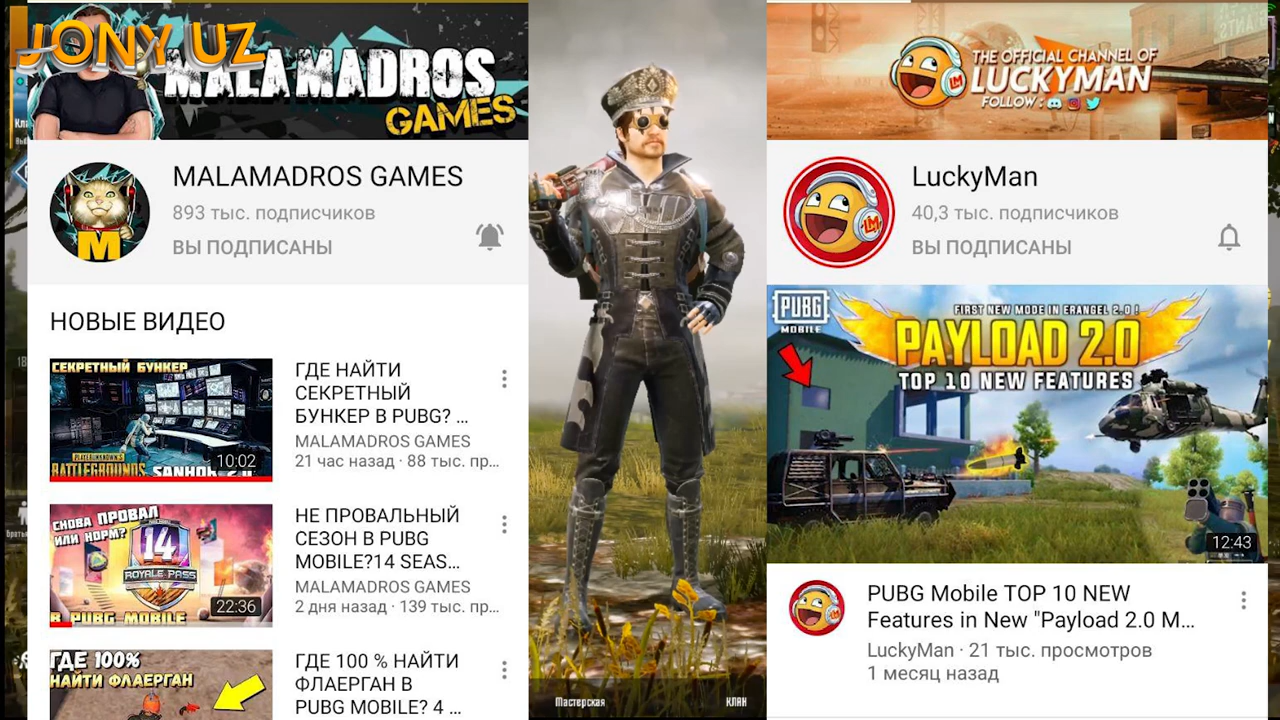 JONY UZ
MALAMADROS
GAMES
MALAMADROS GAMES
893 тыс. подписчиков
ВЫ ПОДПИСАНЫ
НОВЫЕ ВИДЕО
СЕКРЕТНЫЙ БУНКЕР
PLAYERUNKNOWN'S
BATTLEGROUNDS SANHOK 2.0
10:02
ГДЕ НАЙТИ
СЕКРЕТНЫЙ
БУНКЕР В PUBG? ...
MALAMADROS GAMES
21 час назад · 88 тыс. пр...
СНОВА ПРОВАЛ
ИЛИ НОРМ?
14
ROYALE PASS
В PUBG MOBILE
22:36
НЕ ПРОВАЛЬНЫЙ
СЕЗОН В PUBG
MOBILE?14 SEAS...
MALAMADROS GAMES
2 дня назад · 139 тыс. пр...
ГДЕ 100%
НАЙТИ ФЛАЕРГАН
ГДЕ 100 % НАЙТИ
ФЛАЕРГАН В
PUBG MOBILE? 4 ...
Мастерская
КЛАН
THE OFFICIAL CHANNEL OF
LUCKYMAN
FOLLOW :
LM
LuckyMan
40,3 тыс. подписчиков
ВЫ ПОДПИСАНЫ
PUBG
MOBILE
FIRST NEW MODE IN ERANGEL 2.0 !
PAYLOAD 2.0
TOP 10 NEW FEATURES
12:43
PUBG Mobile TOP 10 NEW
Features in New "Payload 2.0 M...
LuckyMan · 21 тыс. просмотров
1 месяц назад